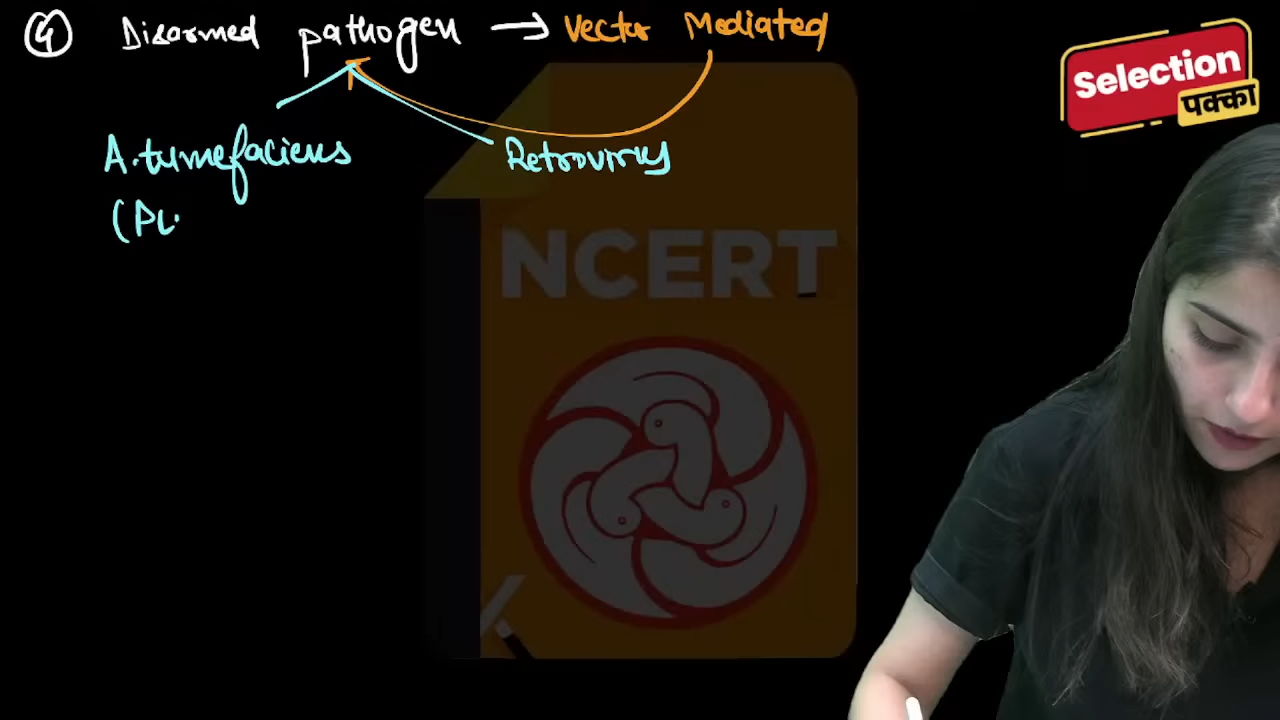 ④ Disarmed pathogen → Vector Mediated
A. tumefaciens
Retrovirus
(PL
NCERT
Selection
पक्का